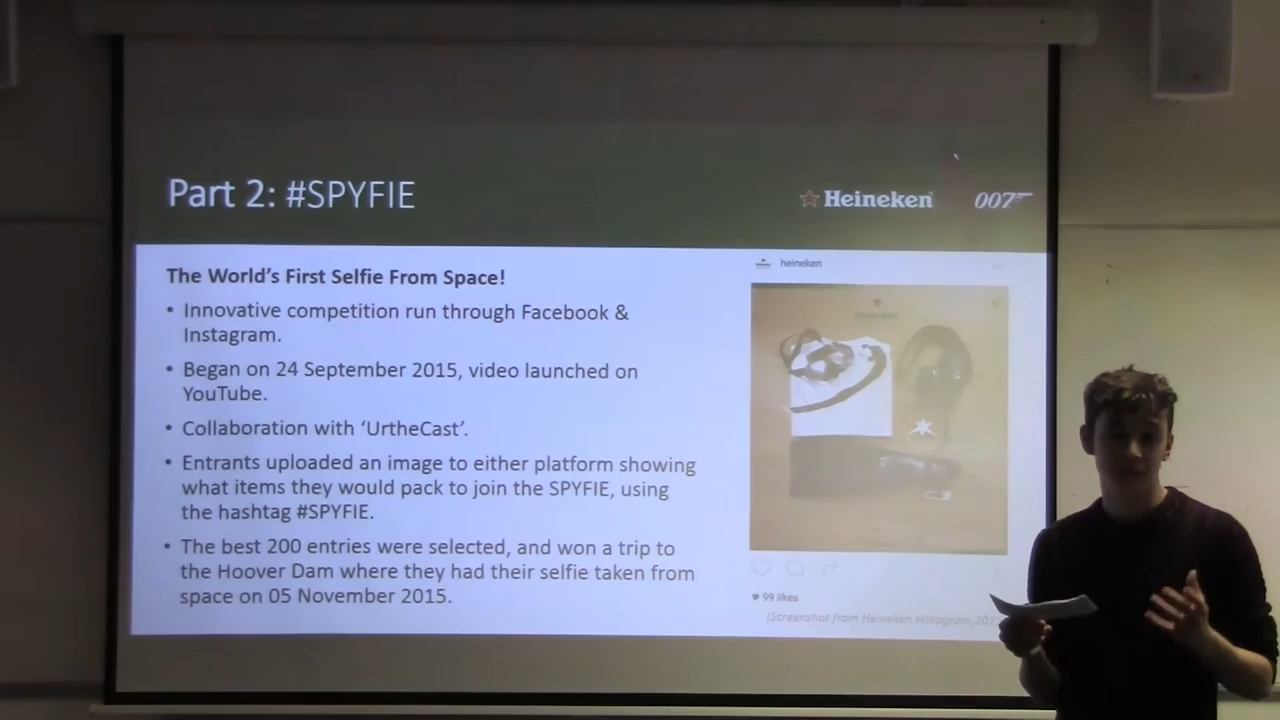 Part 2: #SPYFIE
Heineken
007
The World's First Selfie From Space!
• Innovative competition run through Facebook &
Instagram.
• Began on 24 September 2015, video launched on
YouTube.
• Collaboration with 'UrtheCast'.
• Entrants uploaded an image to either platform showing
what items they would pack to join the SPYFIE, using
the hashtag #SPYFIE.
• The best 200 entries were selected, and won a trip to
the Hoover Dam where they had their selfie taken from
space on 05 November 2015.
heineken
99 likes
(Screenshot from Heineken Instagram